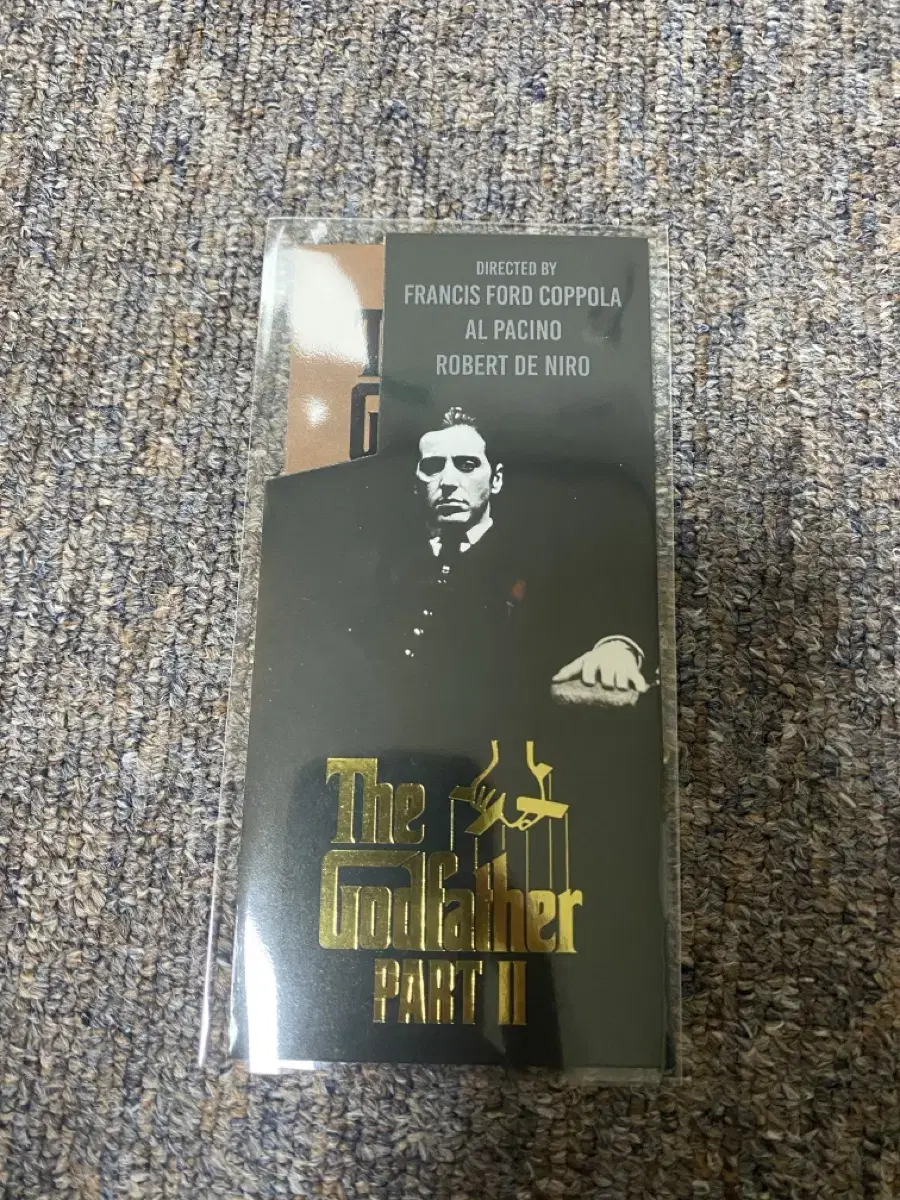 DIRECTED BY
FRANCIS FORD COPPOLA
AL PACINO
ROBERT DE NIRO
The
Godfather
PART II